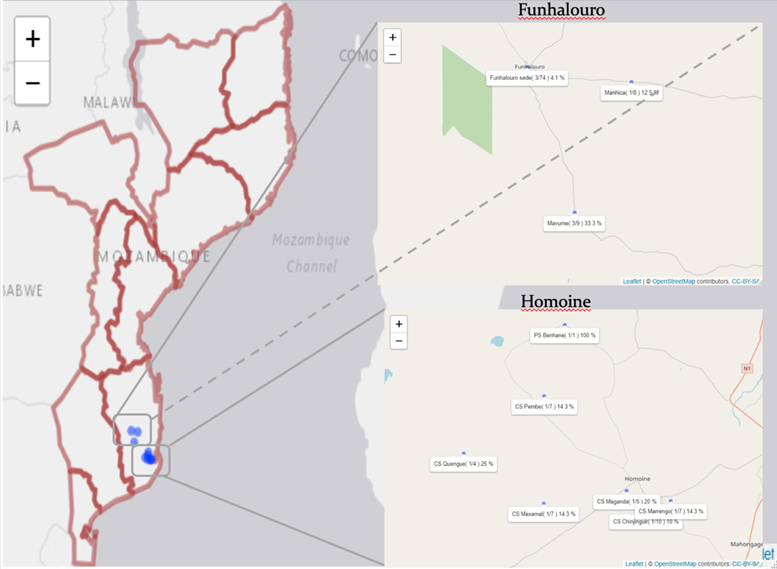 +
−
COMO
MALAW
IA
MOZAMBIQUE
Mozambique
Channel
BABWE
Funhalouro
+
−
Funhalouro
Funhalouro sede( 3/74 ) 4.1 %
Manhica( 1/8 ) 12.5 %
Mavume( 3/9 ) 33.3 %
Leaflet | © OpenStreetMap contributors, CC-BY-SA
Homoine
+
−
PS Benhane( 1/1 ) 100 %
N1
CS Pembe( 1/7 ) 14.3 %
CS Quengue( 1/4 ) 25 %
Homoine
CS Maganda( 1/5 ) 20 %
CS Marrengo( 1/7 ) 14.3 %
CS Maxamal( 1/7 ) 14.3 %
CS Chinjinguir( 1/10 ) 10 %
Mahongaga
let
Leaflet | © OpenStreetMap contributors, CC-BY-SA